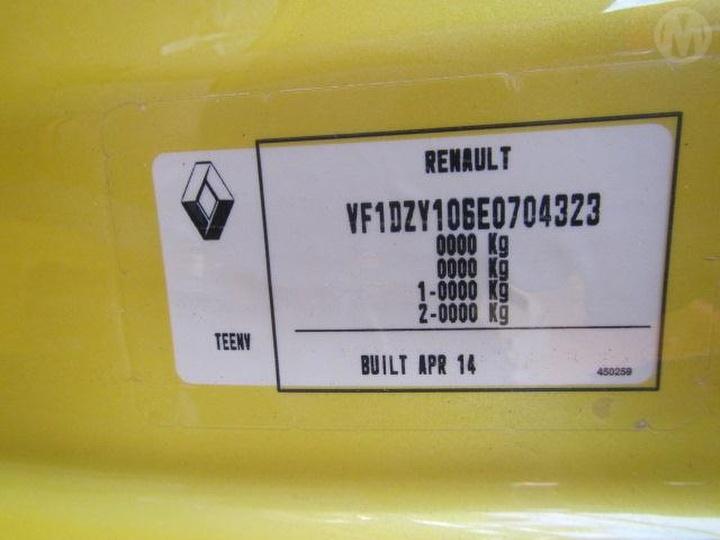 RENAULT
VF1DZY106E0704323
0000 Kg
0000 Kg
1-0000 Kg
2-0000 Kg
TEENV
BUILT APR 14
450259
M